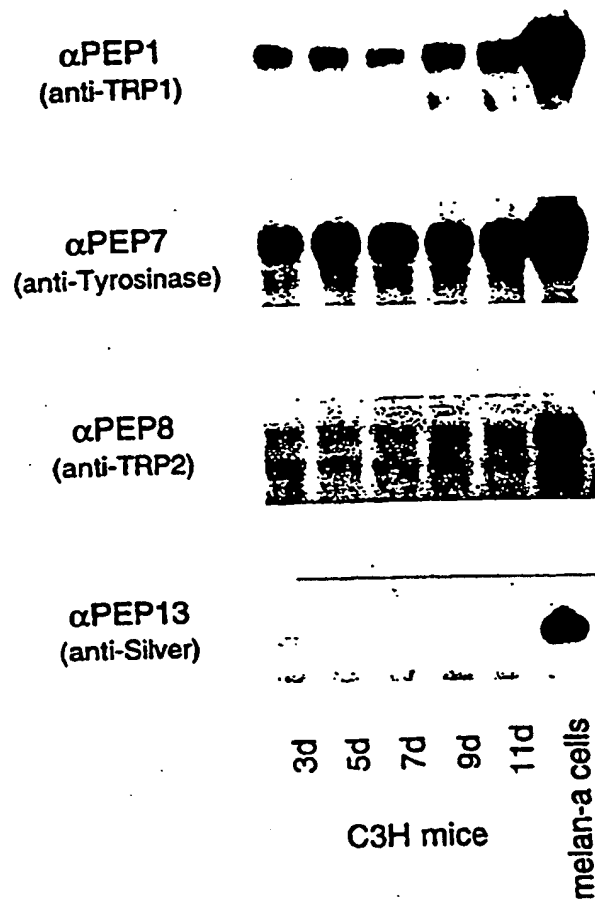 αPEP1
(anti-TRP1)
αPEP7
(anti-Tyrosinase)
αPEP8
(anti-TRP2)
αPEP13
(anti-Silver)
3d
5d
7d
9d
11d
melan-a cells
C3H mice